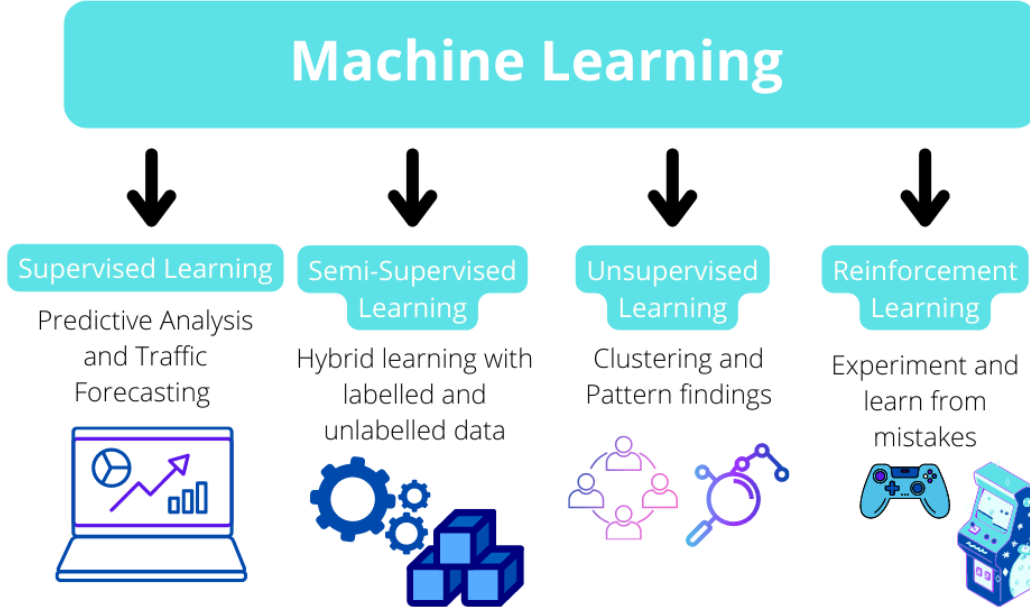 Machine Learning
Supervised Learning
Predictive Analysis
and Traffic
Forecasting
Semi-Supervised
Learning
Hybrid learning with
labelled and
unlabelled data
Unsupervised
Learning
Clustering and
Pattern findings
Reinforcement
Learning
Experiment and
learn from
mistakes